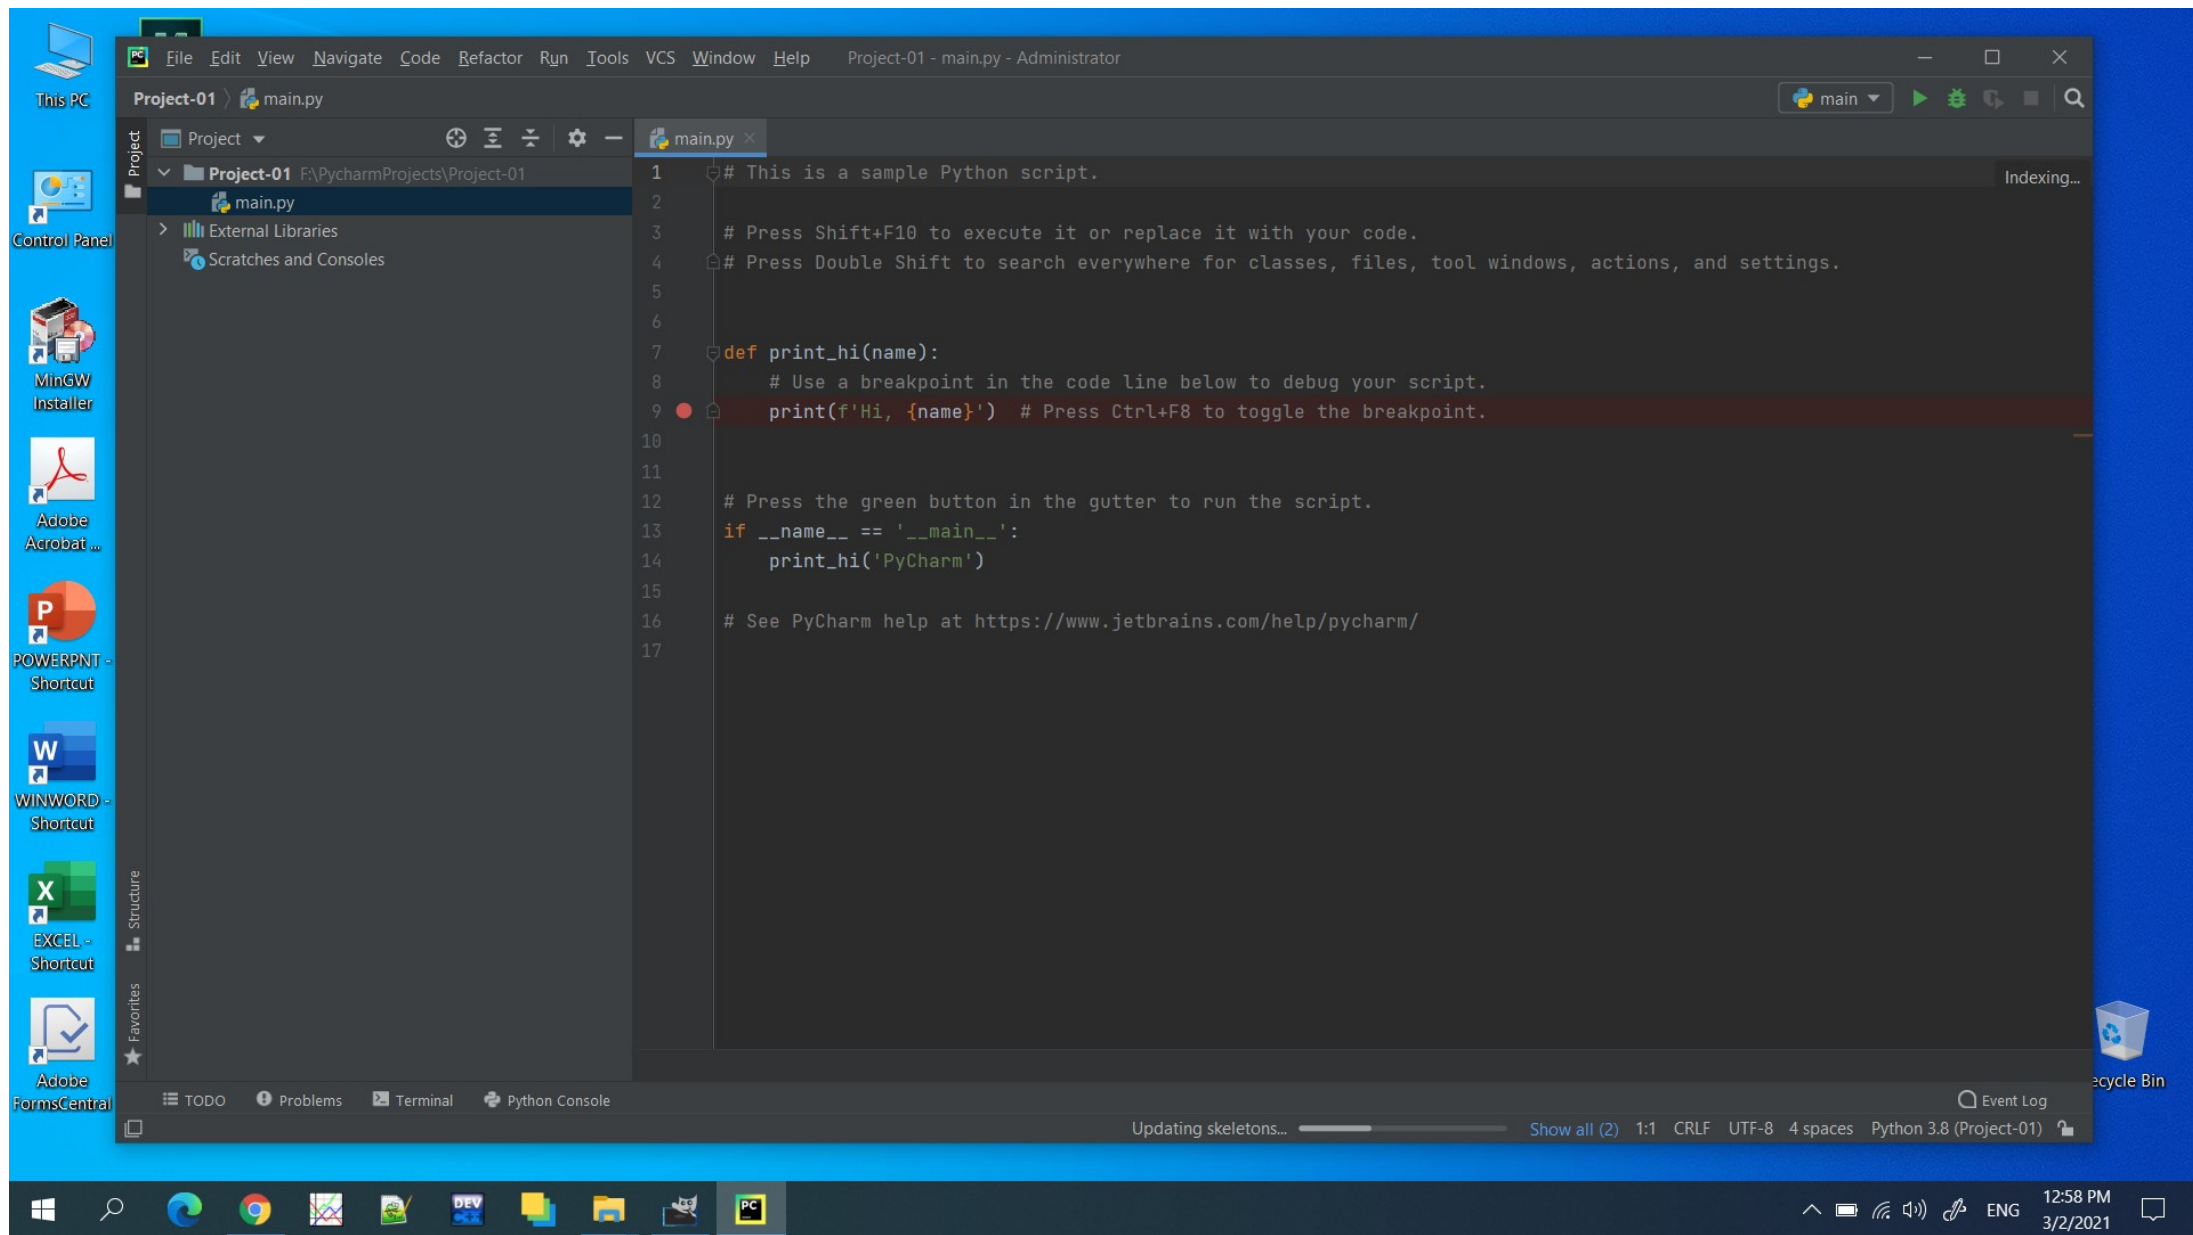 This PC
Control Panel
MinGW
Installer
Adobe
Acrobat ...
POWERPNT -
Shortcut
WINWORD -
Shortcut
EXCEL -
Shortcut
Adobe
FormsCentral
PC File Edit View Navigate Code Refactor Run Tools VCS Window Help Project-01 - main.py - Administrator
Project-01 main.py
main
Project
Project
main.py
Project-01 F:\PycharmProjects\Project-01
main.py
External Libraries
Scratches and Consoles
Structure
Favorites
1 # This is a sample Python script.
Indexing...
2
3 # Press Shift+F10 to execute it or replace it with your code.
4 # Press Double Shift to search everywhere for classes, files, tool windows, actions, and settings.
5
6
7 def print_hi(name):
8     # Use a breakpoint in the code line below to debug your script.
9     print(f'Hi, {name}')  # Press Ctrl+F8 to toggle the breakpoint.
10
11
12 # Press the green button in the gutter to run the script.
13 if __name__ == '__main__':
14     print_hi('PyCharm')
15
16 # See PyCharm help at https://www.jetbrains.com/help/pycharm/
17
TODO Problems Terminal Python Console Event Log
Updating skeletons... Show all (2) 1:1 CRLF UTF-8 4 spaces Python 3.8 (Project-01)
ecycle Bin
DEV
PC
ENG
12:58 PM
3/2/2021